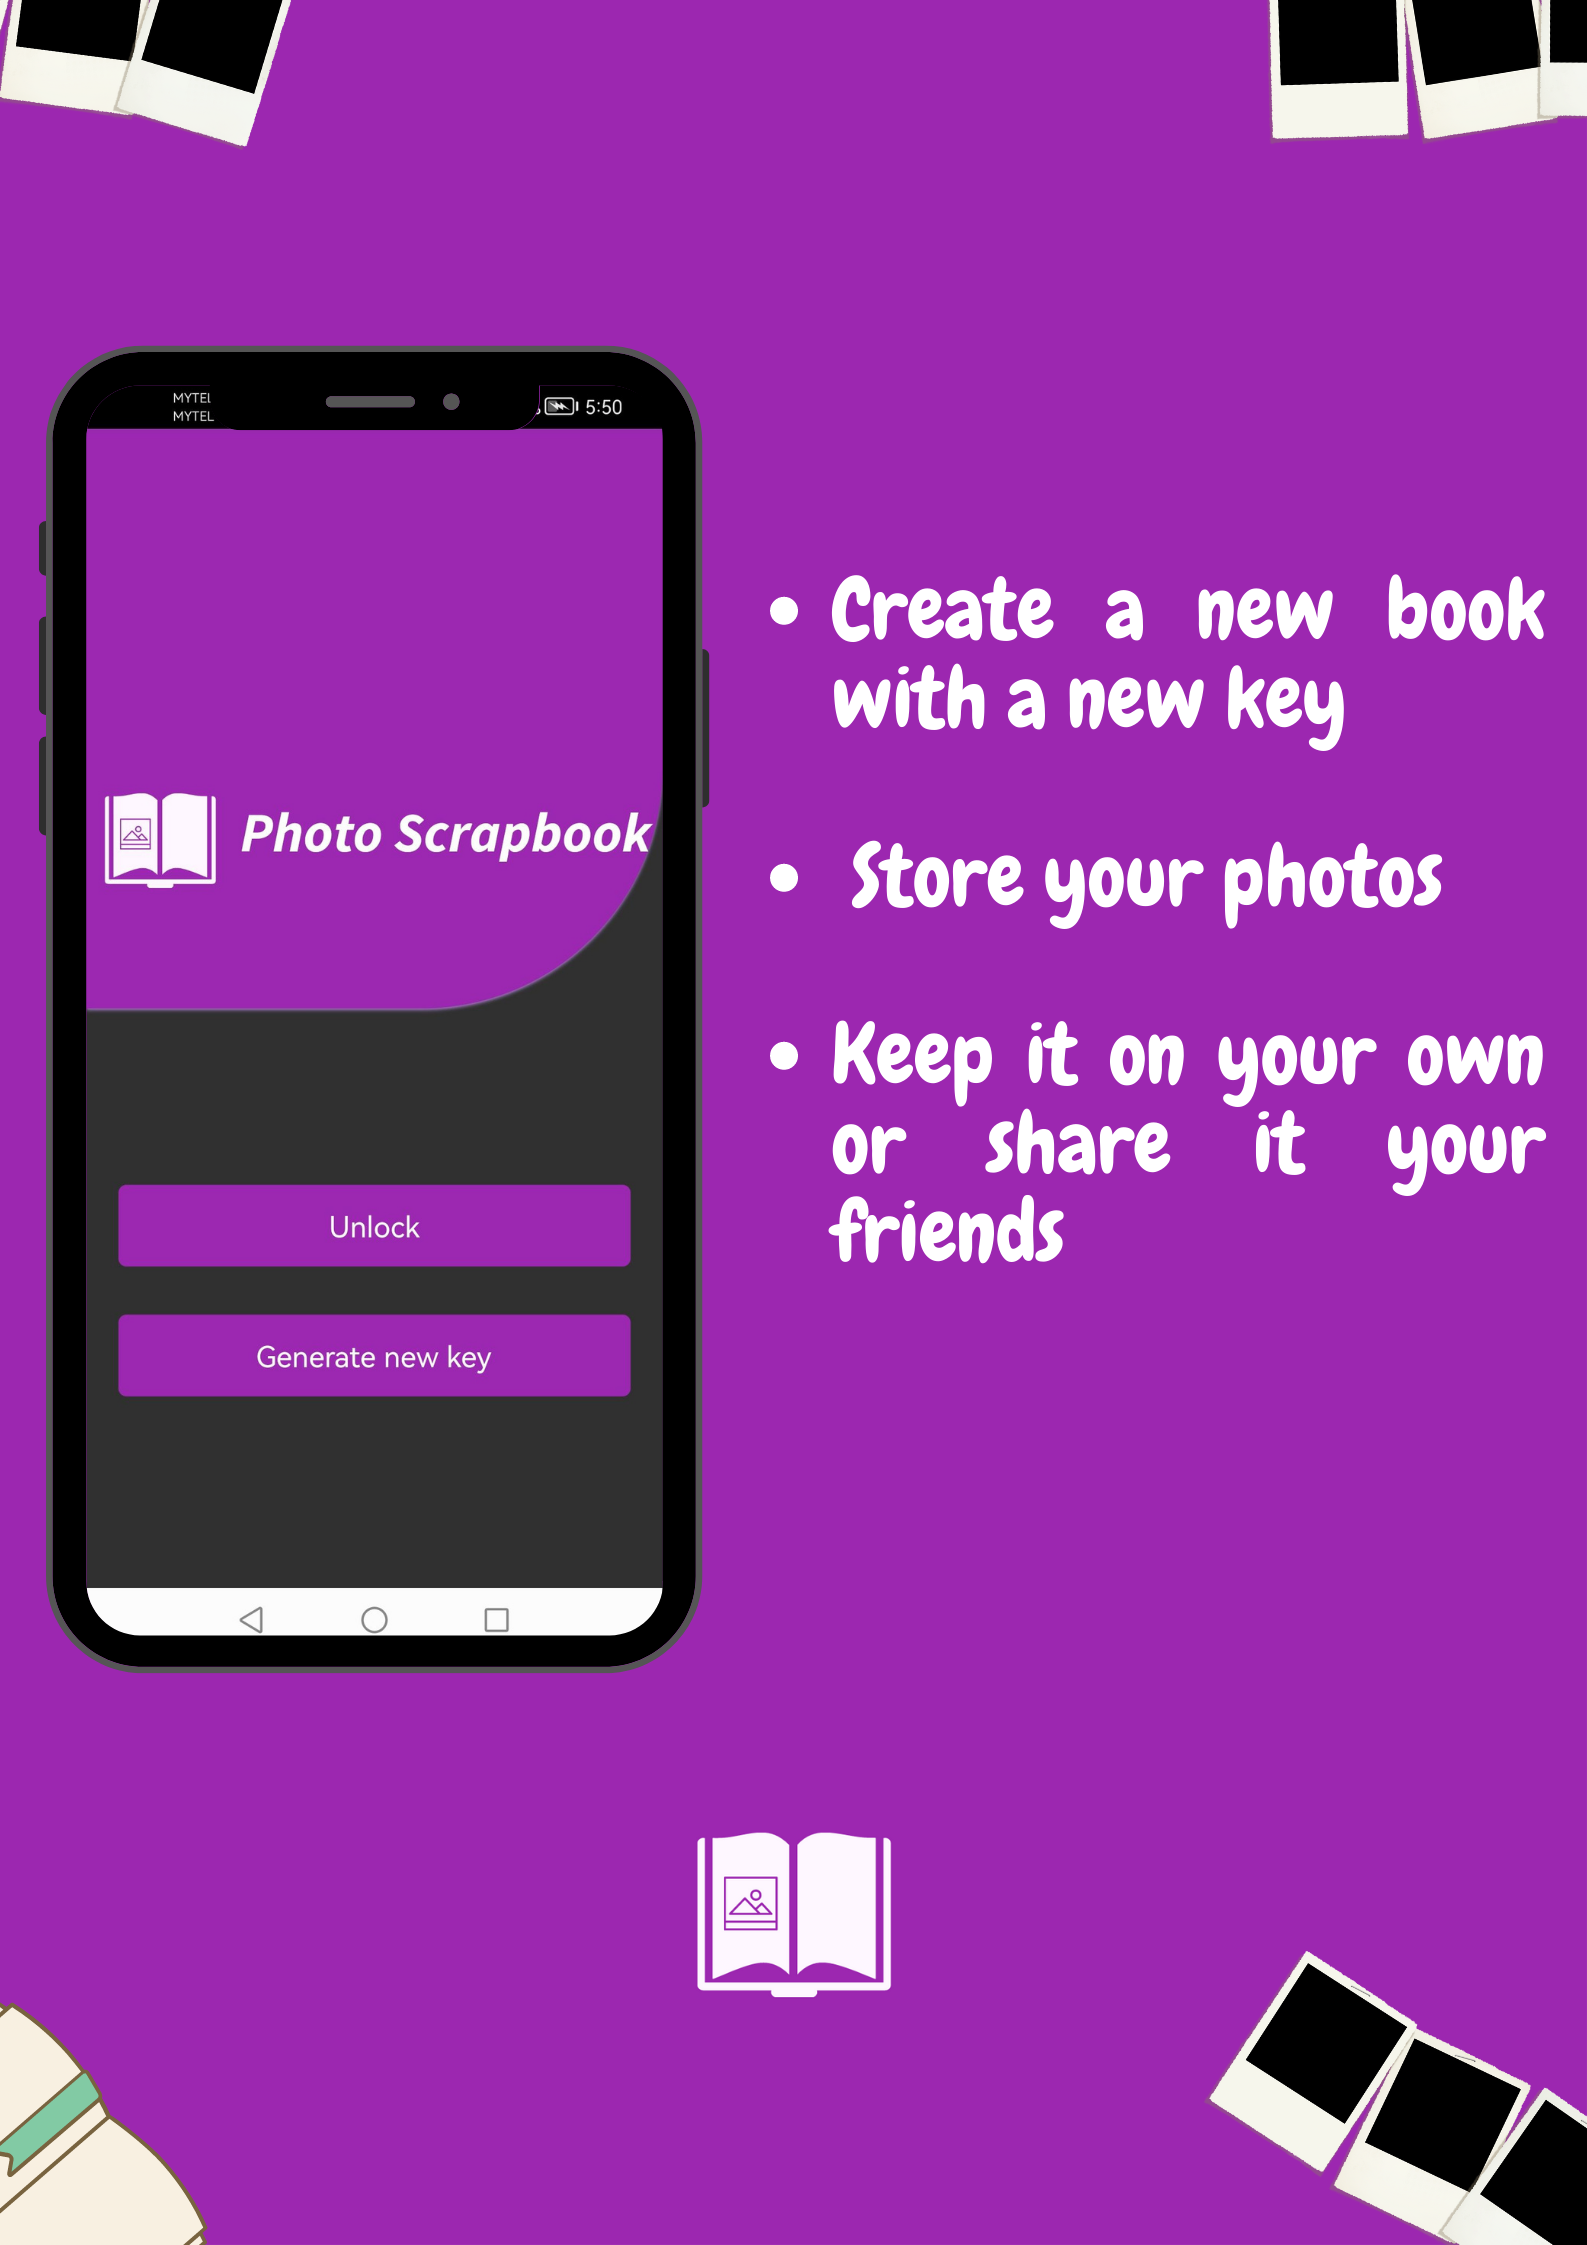 MYTEL
MYTEL
5:50
Photo Scrapbook
Unlock
Generate new key
• Create a new book
with a new key
• Store your photos
• Keep it on your own
or share it your
friends